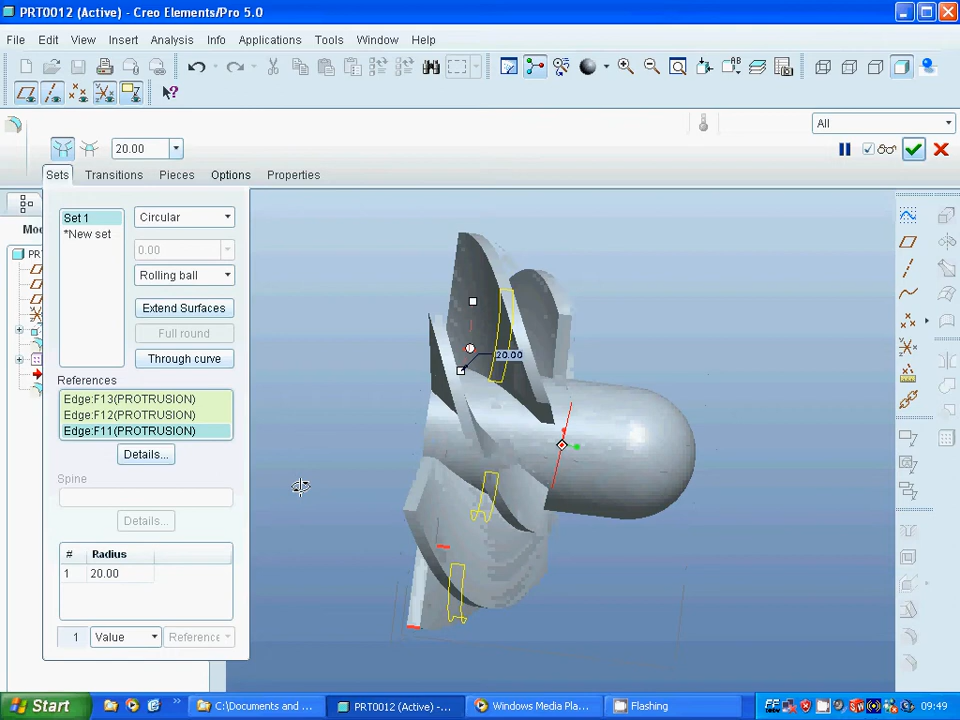 PRT0012 (Active) - Creo Elements/Pro 5.0
File Edit View Insert Analysis Info Applications Tools Window Help
All
20.00
Sets Transitions Pieces Options Properties
Set 1
*New set
Circular
0.00
Rolling ball
Extend Surfaces
Full round
Through curve
References
Edge:F13(PROTRUSION)
Edge:F12(PROTRUSION)
Edge:F11(PROTRUSION)
Details...
Spine
Details...
# Radius
1 20.00
1 Value Reference
Mo
PR
20.00
Start
C:\Documents and ...
PRT0012 (Active) -...
Windows Media Pla...
Flashing
09:49